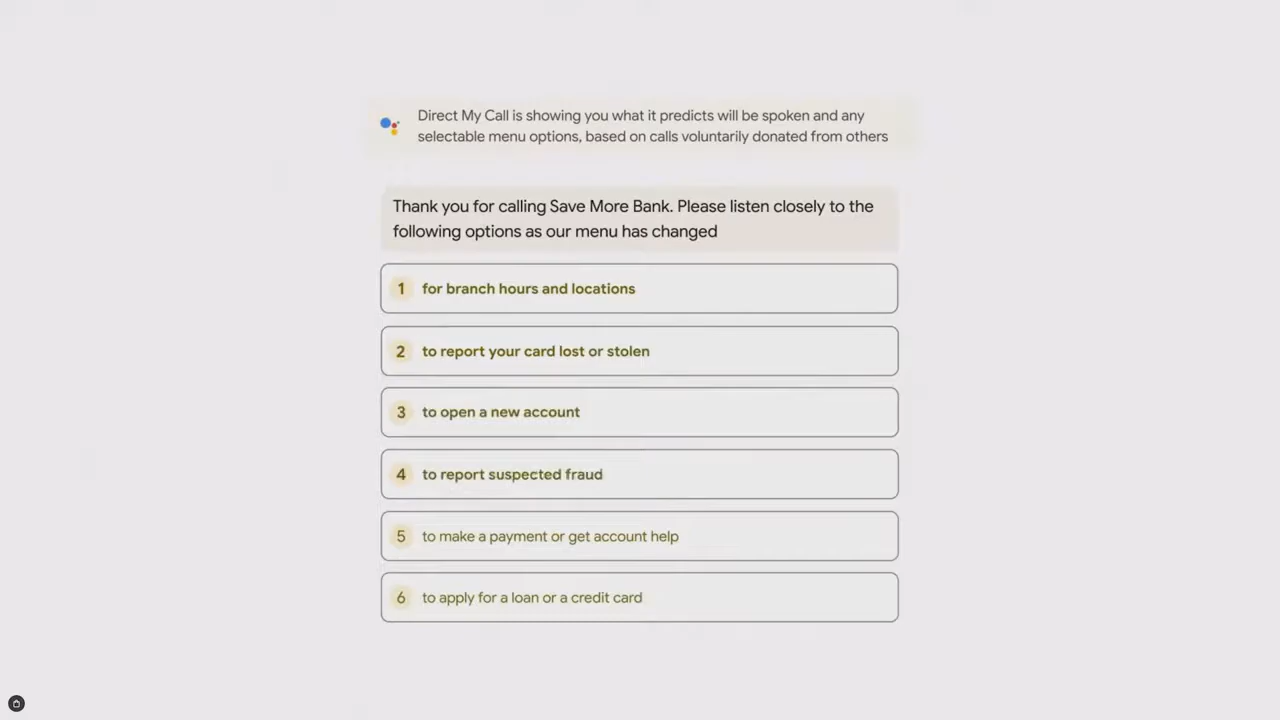 Direct My Call is showing you what it predicts will be spoken and any
selectable menu options, based on calls voluntarily donated from others
Thank you for calling Save More Bank. Please listen closely to the
following options as our menu has changed
1 for branch hours and locations
2 to report your card lost or stolen
3 to open a new account
4 to report suspected fraud
5 to make a payment or get account help
6 to apply for a loan or a credit card